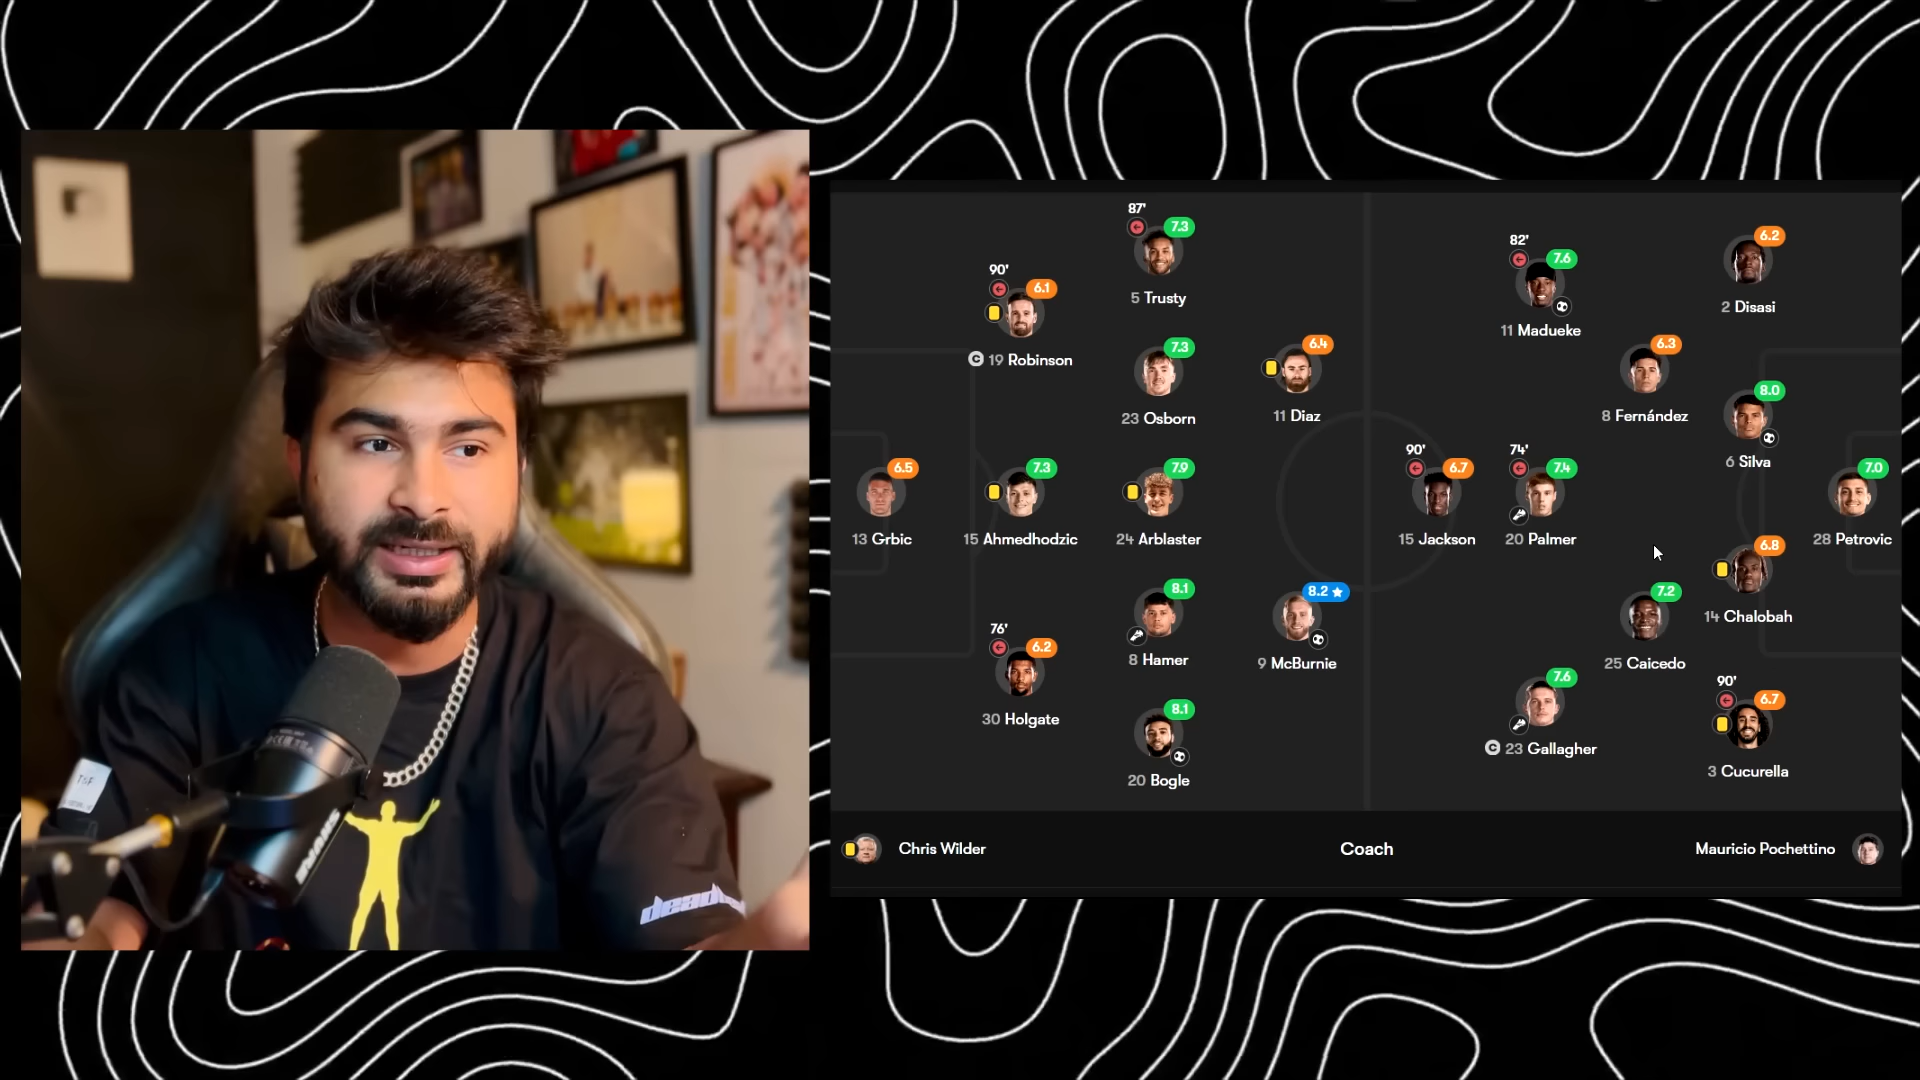 87'
7.3
5 Trusty
90'
6.1
C 19 Robinson
7.3
23 Osborn
6.4
11 Diaz
6.5
13 Grbic
7.3
15 Ahmedhodzic
7.9
24 Arblaster
8.1
8 Hamer
8.2
9 McBurnie
76'
6.2
30 Holgate
8.1
20 Bogle
82'
7.6
11 Madueke
6.2
2 Disasi
6.3
8 Fernández
8.0
6 Silva
90'
6.7
15 Jackson
74'
7.4
20 Palmer
7.0
28 Petrovic
6.8
14 Chalobah
7.2
25 Caicedo
7.6
C 23 Gallagher
90'
6.7
3 Cucurella
Chris Wilder
Coach
Mauricio Pochettino
SHURE